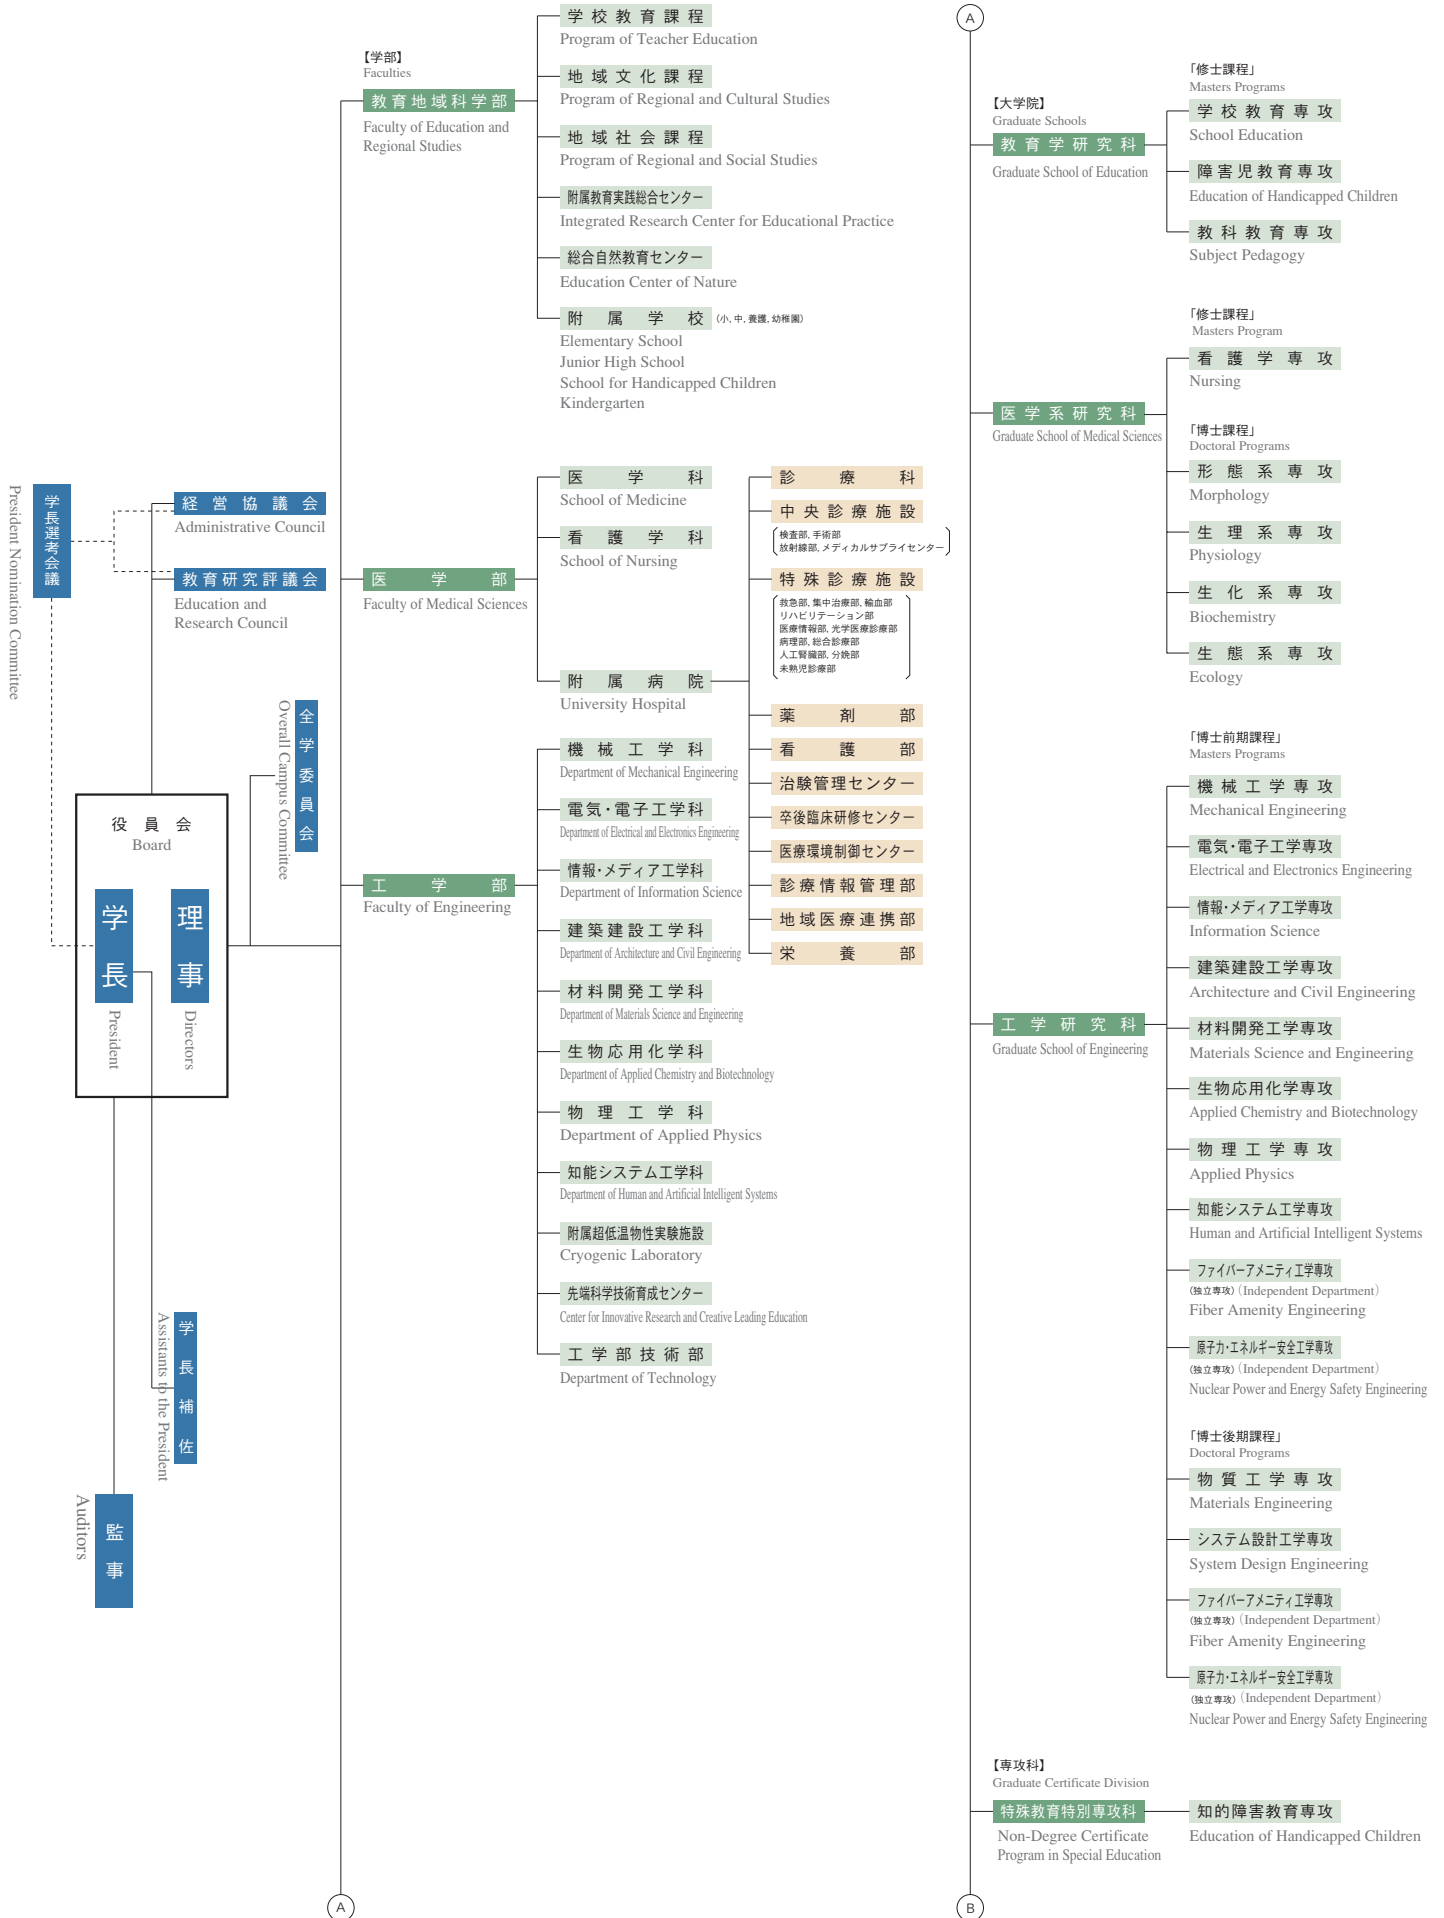 学長選考会議
President Nomination Committee
経営協議会
Administrative Council
教育研究評議会
Education and
Research Council
全学委員会
Overall Campus Committee
役員会
Board
学長
President
理事
Directors
学長補佐
Assistants to the President
監事
Auditors
【学部】
Faculties
教育地域科学部
Faculty of Education and
Regional Studies
学校教育課程
Program of Teacher Education
地域文化課程
Program of Regional and Cultural Studies
地域社会課程
Program of Regional and Social Studies
附属教育実践総合センター
Integrated Research Center for Educational Practice
総合自然教育センター
Education Center of Nature
附属学校 (小, 中, 養護, 幼稚園)
Elementary School
Junior High School
School for Handicapped Children
Kindergarten
医学部
Faculty of Medical Sciences
医学科
School of Medicine
看護学科
School of Nursing
附属病院
University Hospital
診療科
中央診療施設
検査部, 手術部
放射線部, メディカルサプライセンター
特殊診療施設
救急部, 集中治療部, 輸血部
リハビリテーション部
医療情報部, 光学医療診療部
病理部, 総合診療部
人工腎臓部, 分娩部
未熟児診療部
薬剤部
看護部
治験管理センター
卒後臨床研修センター
医療環境制御センター
診療情報管理部
地域医療連携部
栄養部
工学部
Faculty of Engineering
機械工学科
Department of Mechanical Engineering
電気・電子工学科
Department of Electrical and Electronics Engineering
情報・メディア工学科
Department of Information Science
建築建設工学科
Department of Architecture and Civil Engineering
材料開発工学科
Department of Materials Science and Engineering
生物応用化学科
Department of Applied Chemistry and Biotechnology
物理工学科
Department of Applied Physics
知能システム工学科
Department of Human and Artificial Intelligent Systems
附属超低温物性実験施設
Cryogenic Laboratory
先端科学技術育成センター
Center for Innovative Research and Creative Leading Education
工学部技術部
Department of Technology
A
A
【大学院】
Graduate Schools
教育学研究科
Graduate School of Education
「修士課程」
Masters Programs
学校教育専攻
School Education
障害児教育専攻
Education of Handicapped Children
教科教育専攻
Subject Pedagogy
医学系研究科
Graduate School of Medical Sciences
「修士課程」
Masters Program
看護学専攻
Nursing
「博士課程」
Doctoral Programs
形態系専攻
Morphology
生理系専攻
Physiology
生化系専攻
Biochemistry
生態系専攻
Ecology
工学研究科
Graduate School of Engineering
「博士前期課程」
Masters Programs
機械工学専攻
Mechanical Engineering
電気・電子工学専攻
Electrical and Electronics Engineering
情報・メディア工学専攻
Information Science
建築建設工学専攻
Architecture and Civil Engineering
材料開発工学専攻
Materials Science and Engineering
生物応用化学専攻
Applied Chemistry and Biotechnology
物理工学専攻
Applied Physics
知能システム工学専攻
Human and Artificial Intelligent Systems
ファイバーアメニティ工学専攻
(独立専攻) (Independent Department)
Fiber Amenity Engineering
原子力・エネルギー安全工学専攻
(独立専攻) (Independent Department)
Nuclear Power and Energy Safety Engineering
「博士後期課程」
Doctoral Programs
物質工学専攻
Materials Engineering
システム設計工学専攻
System Design Engineering
ファイバーアメニティ工学専攻
(独立専攻) (Independent Department)
Fiber Amenity Engineering
原子力・エネルギー安全工学専攻
(独立専攻) (Independent Department)
Nuclear Power and Energy Safety Engineering
【専攻科】
Graduate Certificate Division
特殊教育特別専攻科
Non-Degree Certificate
Program in Special Education
知的障害教育専攻
Education of Handicapped Children
B